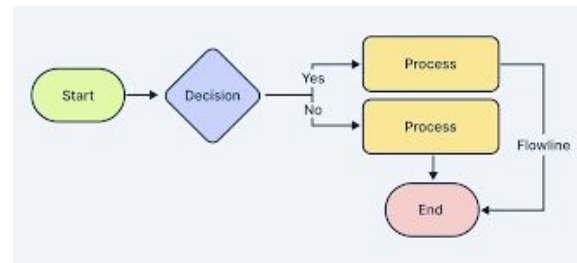 Start
Decision
Yes
No
Process
Process
Flowline
End